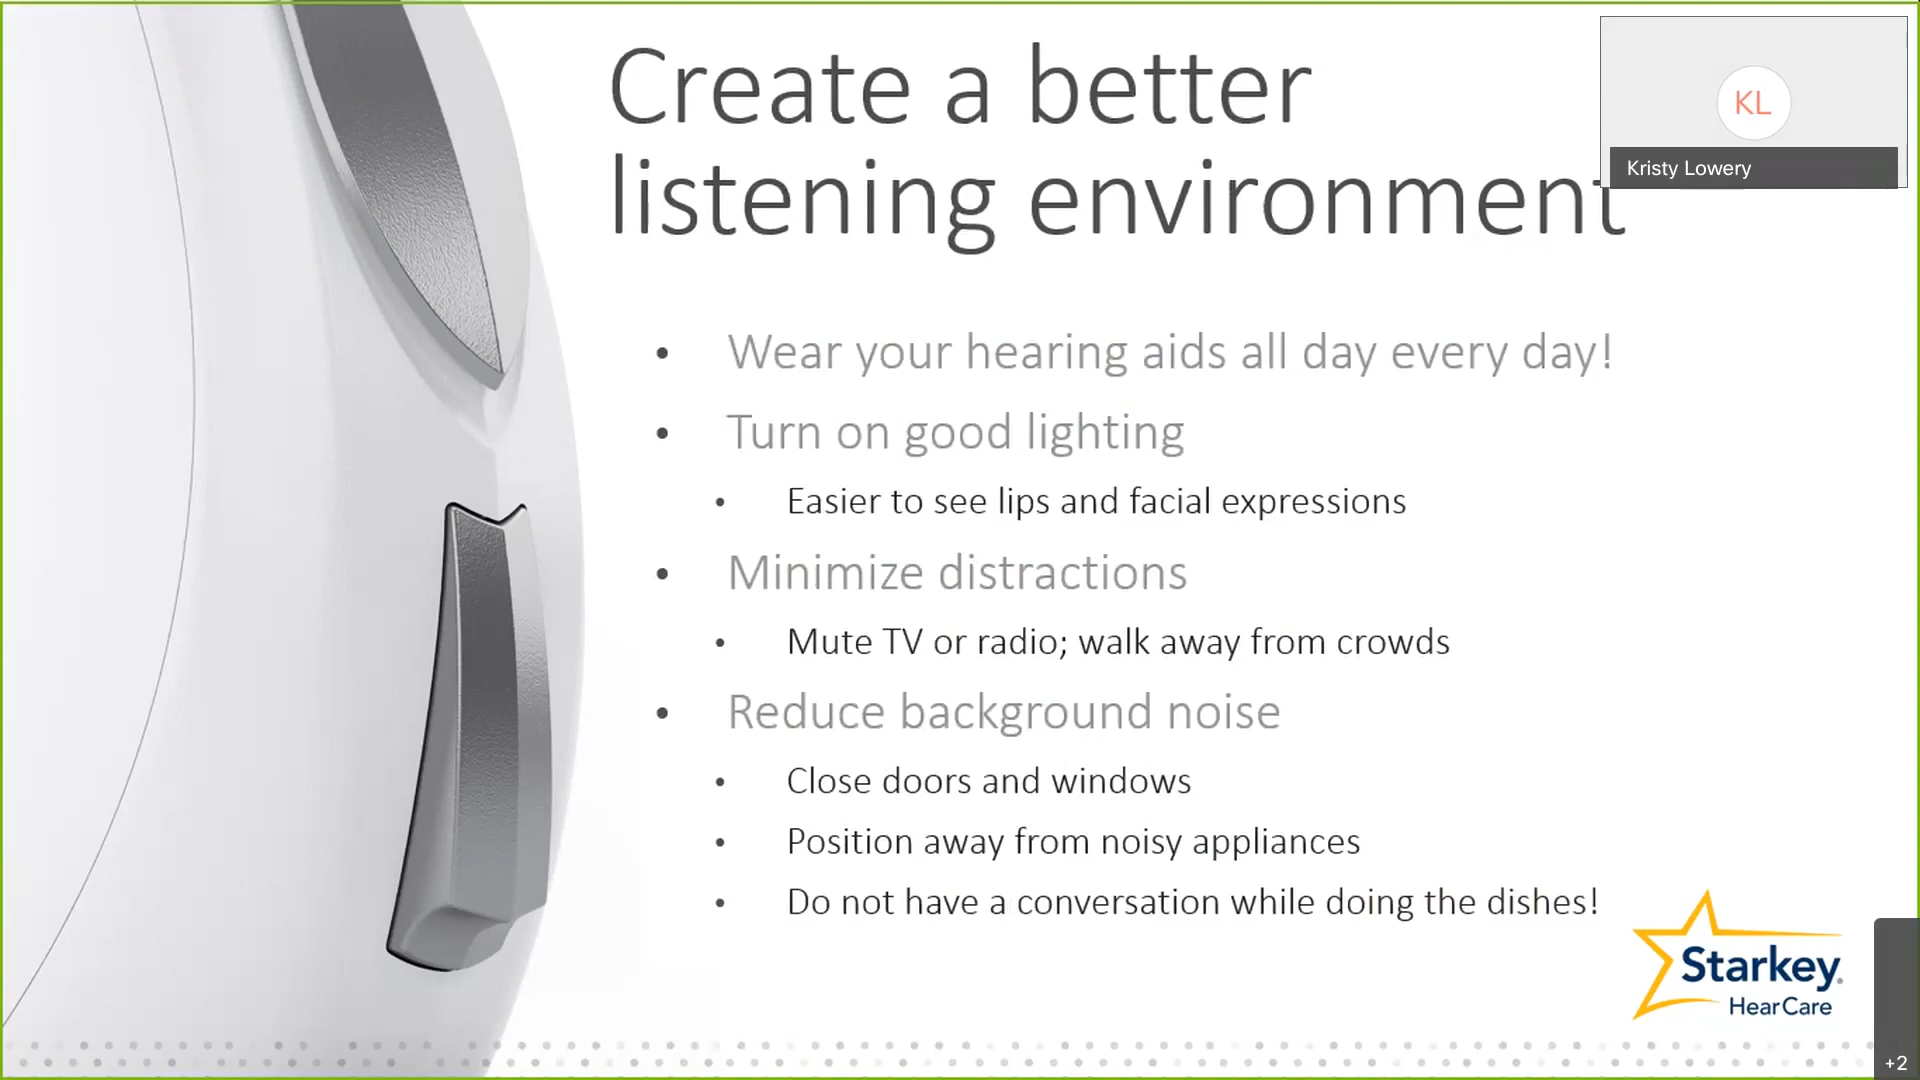 Create a better
listening environment
KL
Kristy Lowery
• Wear your hearing aids all day every day!
• Turn on good lighting
• Easier to see lips and facial expressions
• Minimize distractions
• Mute TV or radio; walk away from crowds
• Reduce background noise
• Close doors and windows
• Position away from noisy appliances
• Do not have a conversation while doing the dishes!
Starkey®
HearCare
+2